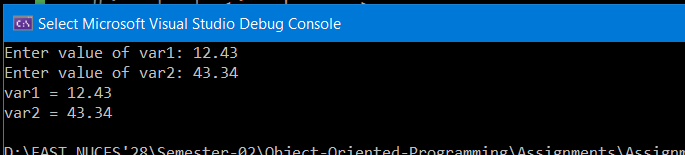 Select Microsoft Visual Studio Debug Console
Enter value of var1: 12.43
Enter value of var2: 43.34
var1 = 12.43
var2 = 43.34
D:\FAST NUCES'28\Semester-02\Object-Oriented-Programming\Assignments\Assignm